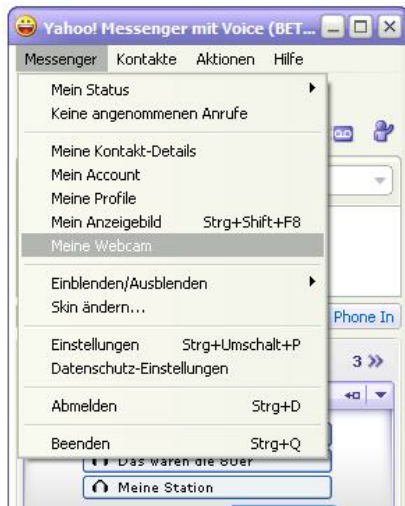 Yahoo! Messenger mit Voice (BET...
Messenger Kontakte Aktionen Hilfe
Mein Status
Keine angenommenen Anrufe
Meine Kontakt-Details
Mein Account
Meine Profile
Mein Anzeigebild Strg+Shift+F8
Meine Webcam
Einblenden/Ausblenden
Skin ändern...
Phone In
Einstellungen Strg+Umschalt+P
3
Datenschutz-Einstellungen
Abmelden Strg+D
Beenden Strg+Q
Das waren die 80er
Meine Station